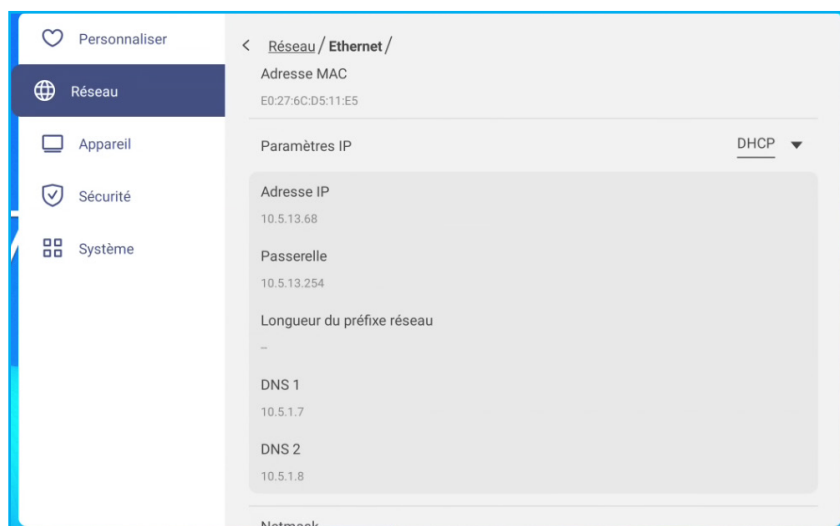 Personnaliser
Réseau
Appareil
Sécurité
Système
Réseau / Ethernet /
Adresse MAC
E0:27:6C:D5:11:E5
Paramètres IP
DHCP
Adresse IP
10.5.13.68
Passerelle
10.5.13.254
Longueur du préfixe réseau
--
DNS 1
10.5.1.7
DNS 2
10.5.1.8
Netmask